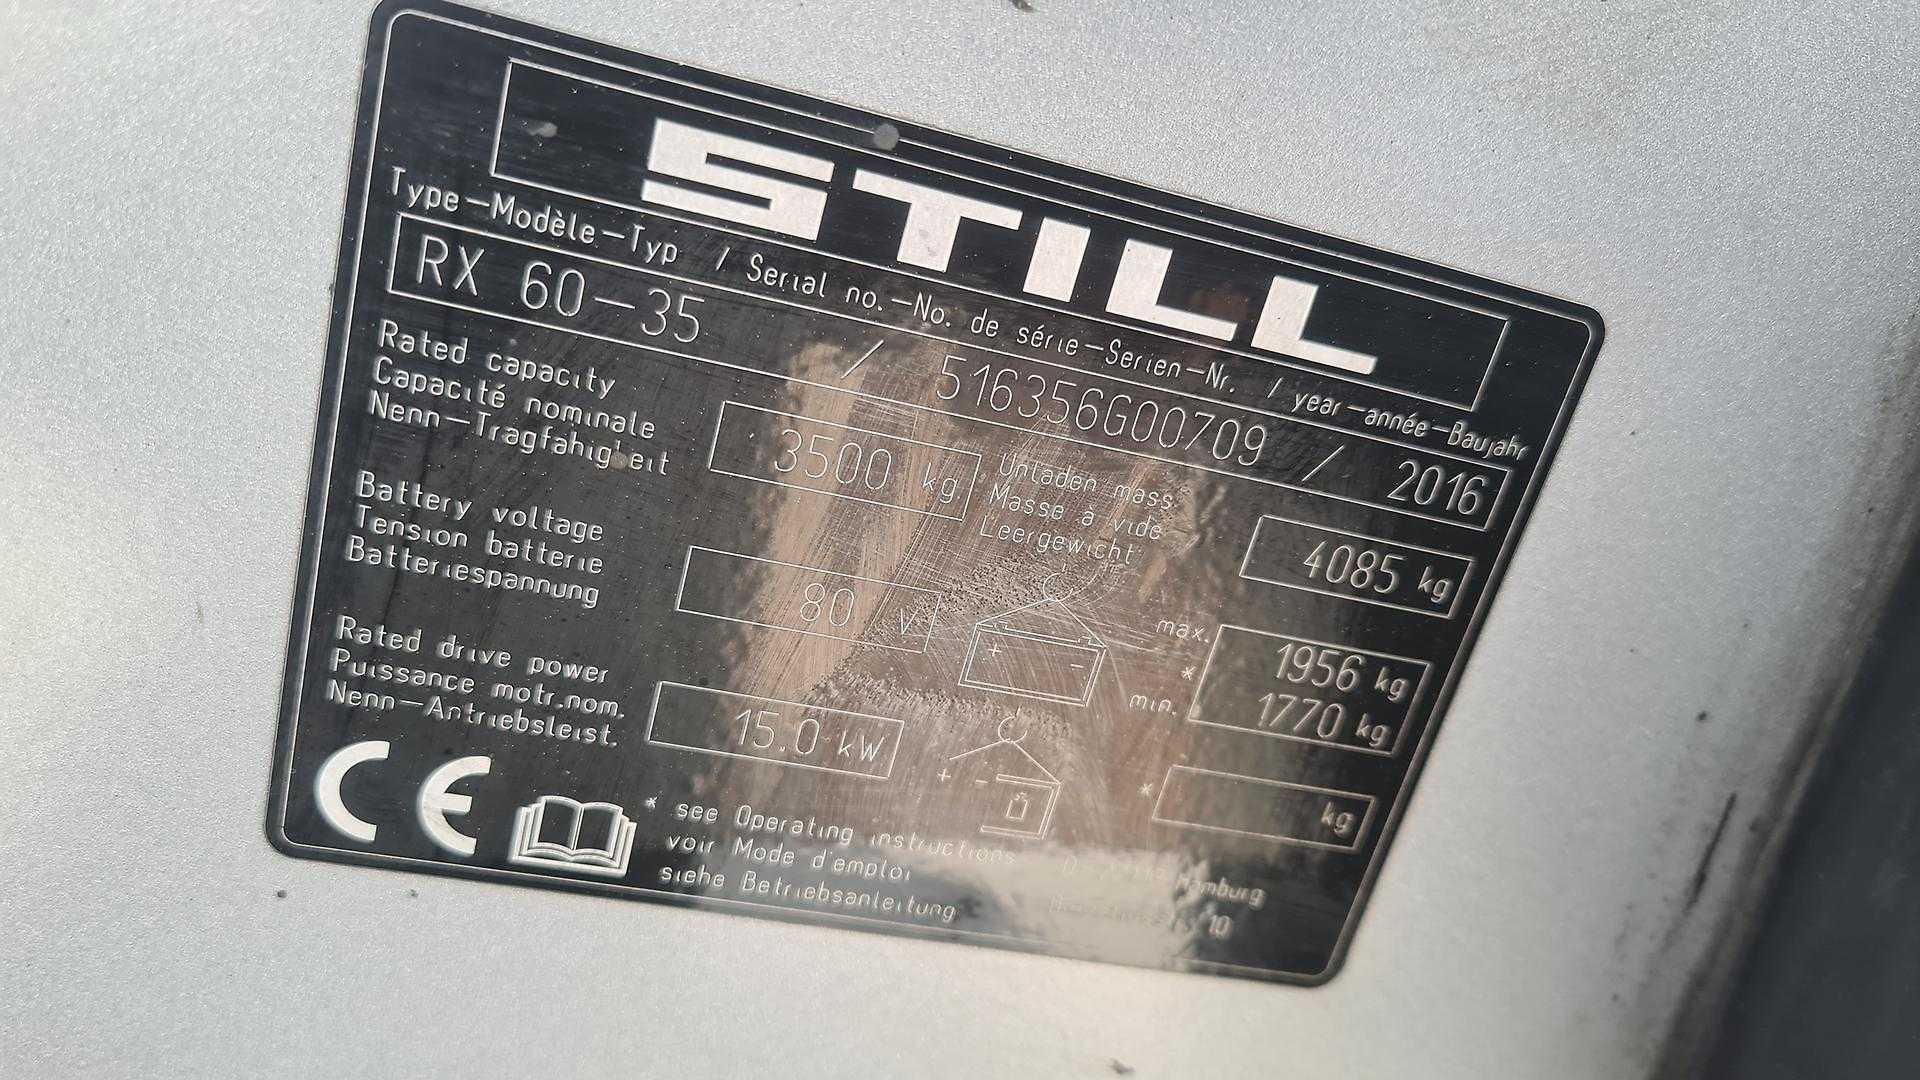 STILL
Type-Modèle-Typ / Serial no.-No. de série-Serien-Nr. / year-année-Baujahr
RX 60-35 / 516356G00709 / 2016
Rated capacity
Capacité nominale
Nenn-Tragfähigkeit
3500 kg
Unladen mass
Masse à vide
Leergewicht
4085 kg
Battery voltage
Tension batterie
Batteriespannung
80 V
+ -
max. 1956 kg
*
min. 1770 kg
Rated drive power
Puissance motr.nom.
Nenn-Antriebsleist.
15.0 kW
+ -
* kg
CE
* see Operating instructions
voir Mode d'emploi
siehe Betriebsanleitung
Hamburg
10